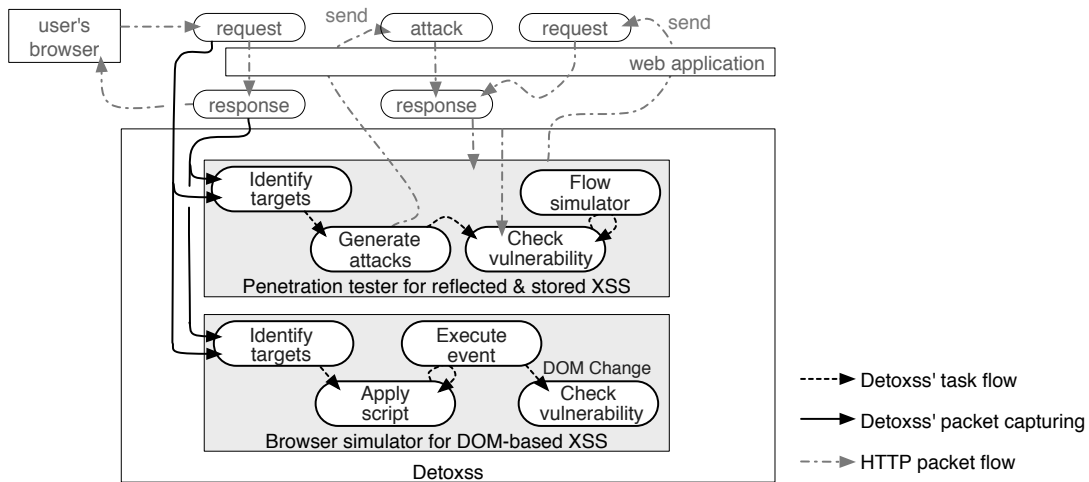 user's
browser
request
send
attack
request
send
web application
response
response
Identify
targets
Flow
simulator
Generate
attacks
Check
vulnerability
Penetration tester for reflected & stored XSS
Identify
targets
Execute
event
DOM Change
Apply
script
Check
vulnerability
Browser simulator for DOM-based XSS
Detoxss
Detoxss' task flow
Detoxss' packet capturing
HTTP packet flow